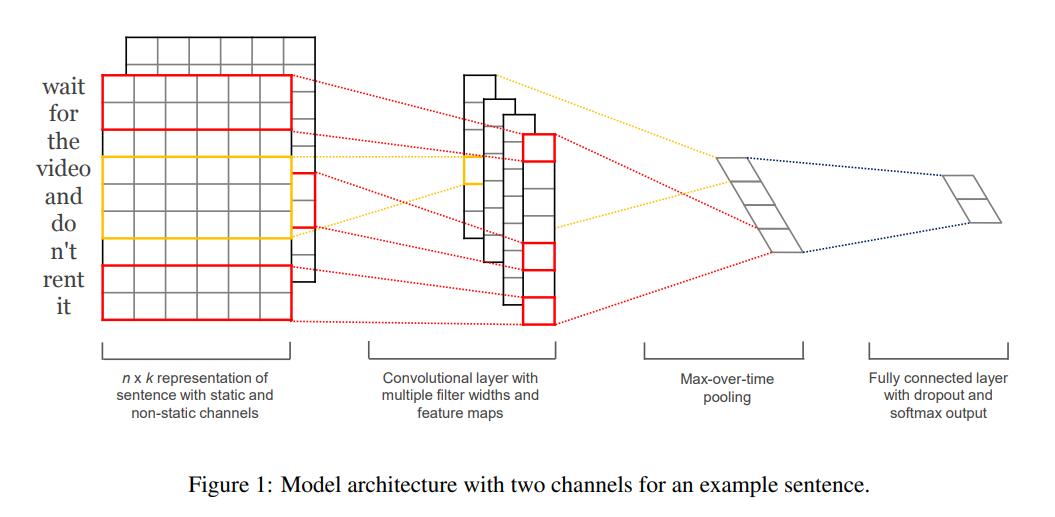 wait
for
the
video
and
do
n't
rent
it
n x k representation of
sentence with static and
non-static channels
Convolutional layer with
multiple filter widths and
feature maps
Max-over-time
pooling
Fully connected layer
with dropout and
softmax output
Figure 1: Model architecture with two channels for an example sentence.